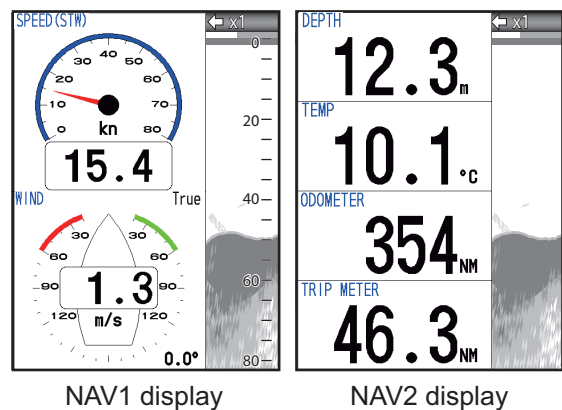 SPEED(STW)
x1
0
10
20
30
40
50
60
70
80
kn
15.4
WIND
True
30
30
60
60
90
90
120
120
1.3
m/s
0.0°
0
20
40
60
80
NAV1 display
DEPTH
x1
12.3m
TEMP
10.1°C
ODOMETER
354NM
TRIP METER
46.3NM
NAV2 display